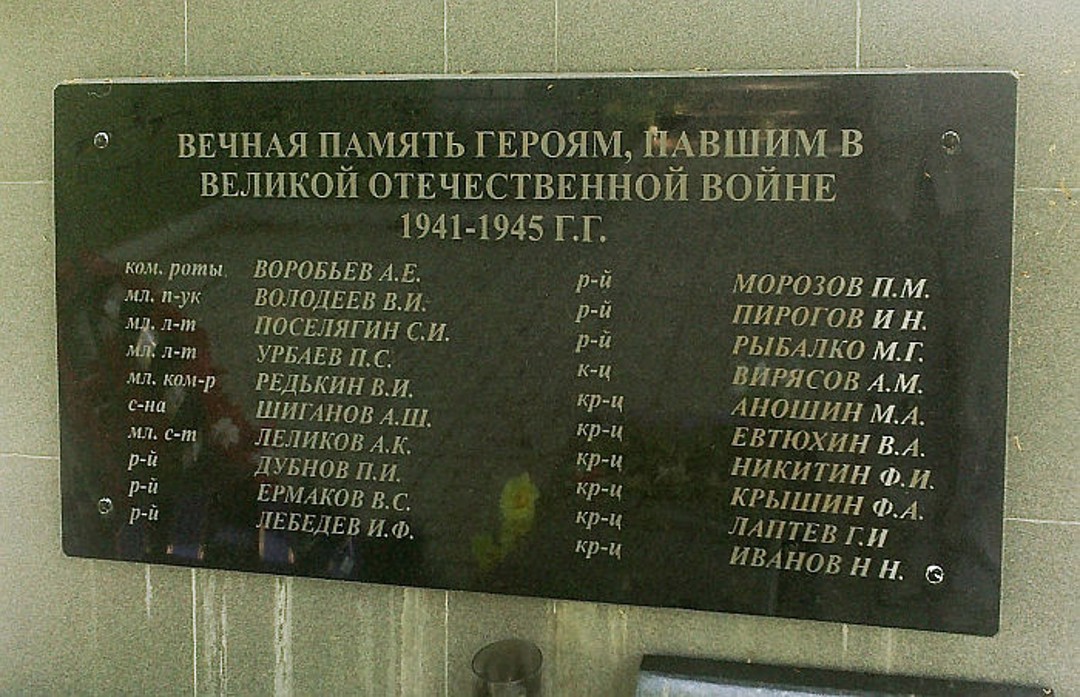 ВЕЧНАЯ ПАМЯТЬ ГЕРОЯМ, ПАВШИМ В
ВЕЛИКОЙ ОТЕЧЕСТВЕННОЙ ВОЙНЕ
1941-1945 Г.Г.
ком. роты ВОРОБЬЕВ А.Е.
мл. п-ук ВОЛОДЕЕВ В.И.
мл. л-т ПОСЕЛЯГИН С.И.
мл. л-т УРБАЕВ П.С.
мл. ком-р РЕДЬКИН В.И.
с-на ШИГАНОВ А.Ш.
мл. с-т ЛЕЛИКОВ А.К.
р-й ДУБНОВ П.И.
р-й ЕРМАКОВ В.С.
р-й ЛЕБЕДЕВ И.Ф.
р-й МОРОЗОВ П.М.
р-й ПИРОГОВ И Н.
р-й РЫБАЛКО М.Г.
к-ц ВИРЯСОВ А.М.
кр-ц АНОШИН М.А.
кр-ц ЕВТЮХИН В.А.
кр-ц НИКИТИН Ф.И.
кр-ц КРЫШИН Ф.А.
кр-ц ЛАПТЕВ Г.И
кр-ц ИВАНОВ Н Н.